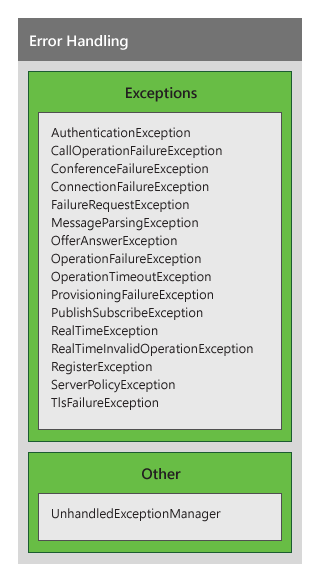 Error Handling
Exceptions
AuthenticationException
CallOperationFailureException
ConferenceFailureException
ConnectionFailureException
FailureRequestException
MessageParsingException
OfferAnswerException
OperationFailureException
OperationTimeoutException
ProvisioningFailureException
PublishSubscribeException
RealTimeException
RealTimeInvalidOperationException
RegisterException
ServerPolicyException
TlsFailureException
Other
UnhandledExceptionManager